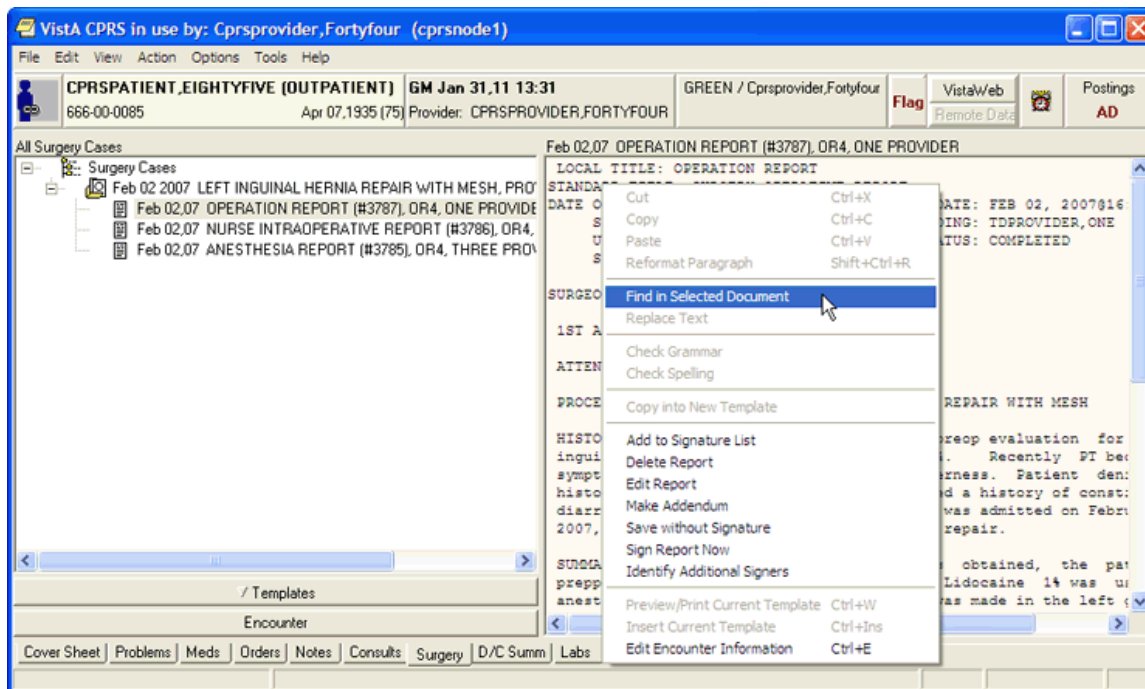 VistA CPRS in use by: Cprsprovider,Fortyfour (cprsnode1)
File Edit View Action Options Tools Help
CPRSPATIENT,EIGHTYFIVE (OUTPATIENT) GM Jan 31,11 13:31 GREEN / Cprsprovider,Fortyfour Flag VistaWeb Postings
666-00-0085 Apr 07,1935 (75) Provider: CPRSPROVIDER,FORTYFOUR Remote Data AD
All Surgery Cases
Surgery Cases
Feb 02 2007 LEFT INGUINAL HERNIA REPAIR WITH MESH, PRO
Feb 02,07 OPERATION REPORT (#3787), OR4, ONE PROVIDE
Feb 02,07 NURSE INTRAOPERATIVE REPORT (#3786), OR4,
Feb 02,07 ANESTHESIA REPORT (#3785), OR4, THREE PROV
Templates
Encounter
Feb 02,07 OPERATION REPORT (#3787), OR4, ONE PROVIDER
LOCAL TITLE: OPERATION REPORT
DATE O ATE: FEB 02, 2007@16
S ING: TDPROVIDER,ONE
U TUS: COMPLETED
S
SURGEO
1ST A
ATTEN
PROCE REPAIR WITH MESH
HISTO preop evaluation for
ingui . Recently PT bec
sympt erness. Patient den
histo d a history of const
diarr was admitted on Febru
2007, repair.
SUMMA obtained, the pat
prepp Lidocaine 1% was us
anest was made in the left
Cut Ctrl+X
Copy Ctrl+C
Paste Ctrl+V
Reformat Paragraph Shift+Ctrl+R
Find in Selected Document
Replace Text
Check Grammar
Check Spelling
Copy into New Template
Add to Signature List
Delete Report
Edit Report
Make Addendum
Save without Signature
Sign Report Now
Identify Additional Signers
Preview/Print Current Template Ctrl+W
Insert Current Template Ctrl+Ins
Edit Encounter Information Ctrl+E
Cover Sheet Problems Meds Orders Notes Consults Surgery D/C Summ Labs